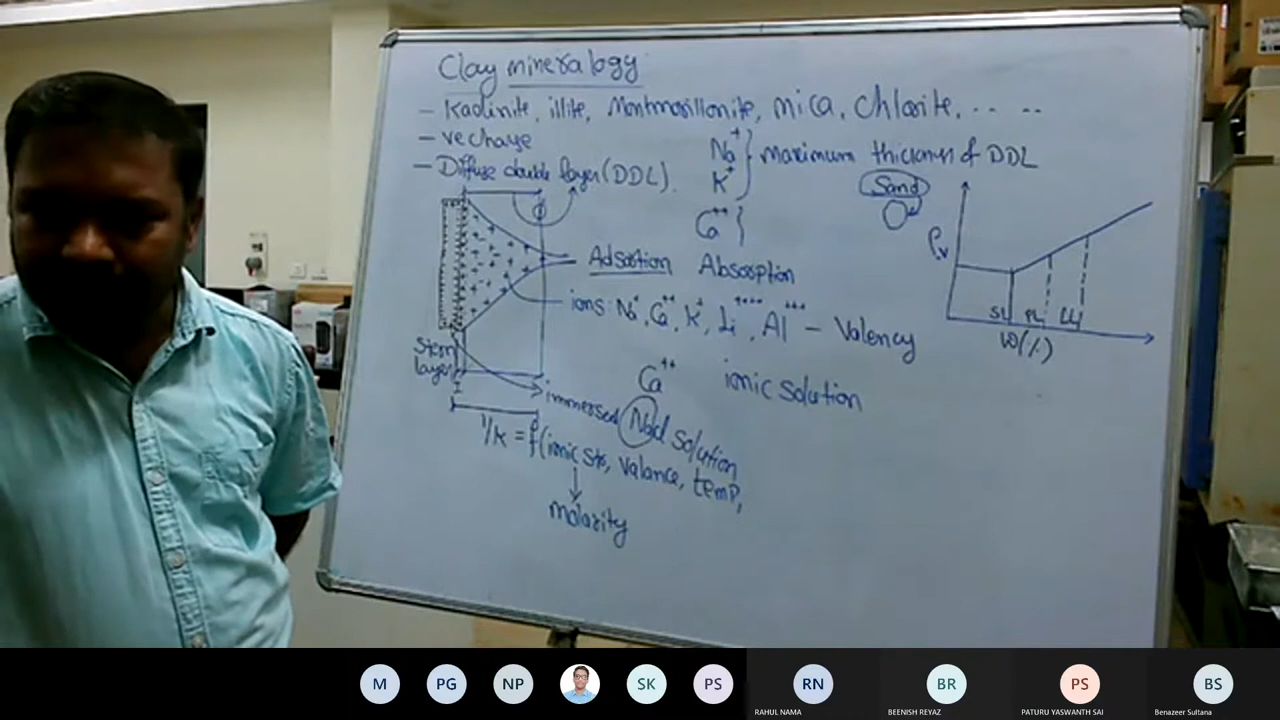 Clay mineralogy
- Kaolinite, illite, Montmorillonite, mica, Chlorite, .. ..
- ve charge
- Diffuse double layer (DDL).
Na+
K+
} maximum thickness of DDL
Ca++ }
Sand
Adsorption Absorption
ions: Na+, Ca++, K+, Li++++, Al+++ - Valency
Stern
layer
Ca++ ionic solution
immersed Nacl solution
1/K = f(ionic str, valance, temp,
molarity
SL PL LL
W(%)
M PG NP SK PS RN BR PS BS
RAHUL NAMA BEENISH REYAZ PATURU YASWANTH SAI Benazeer Sultana